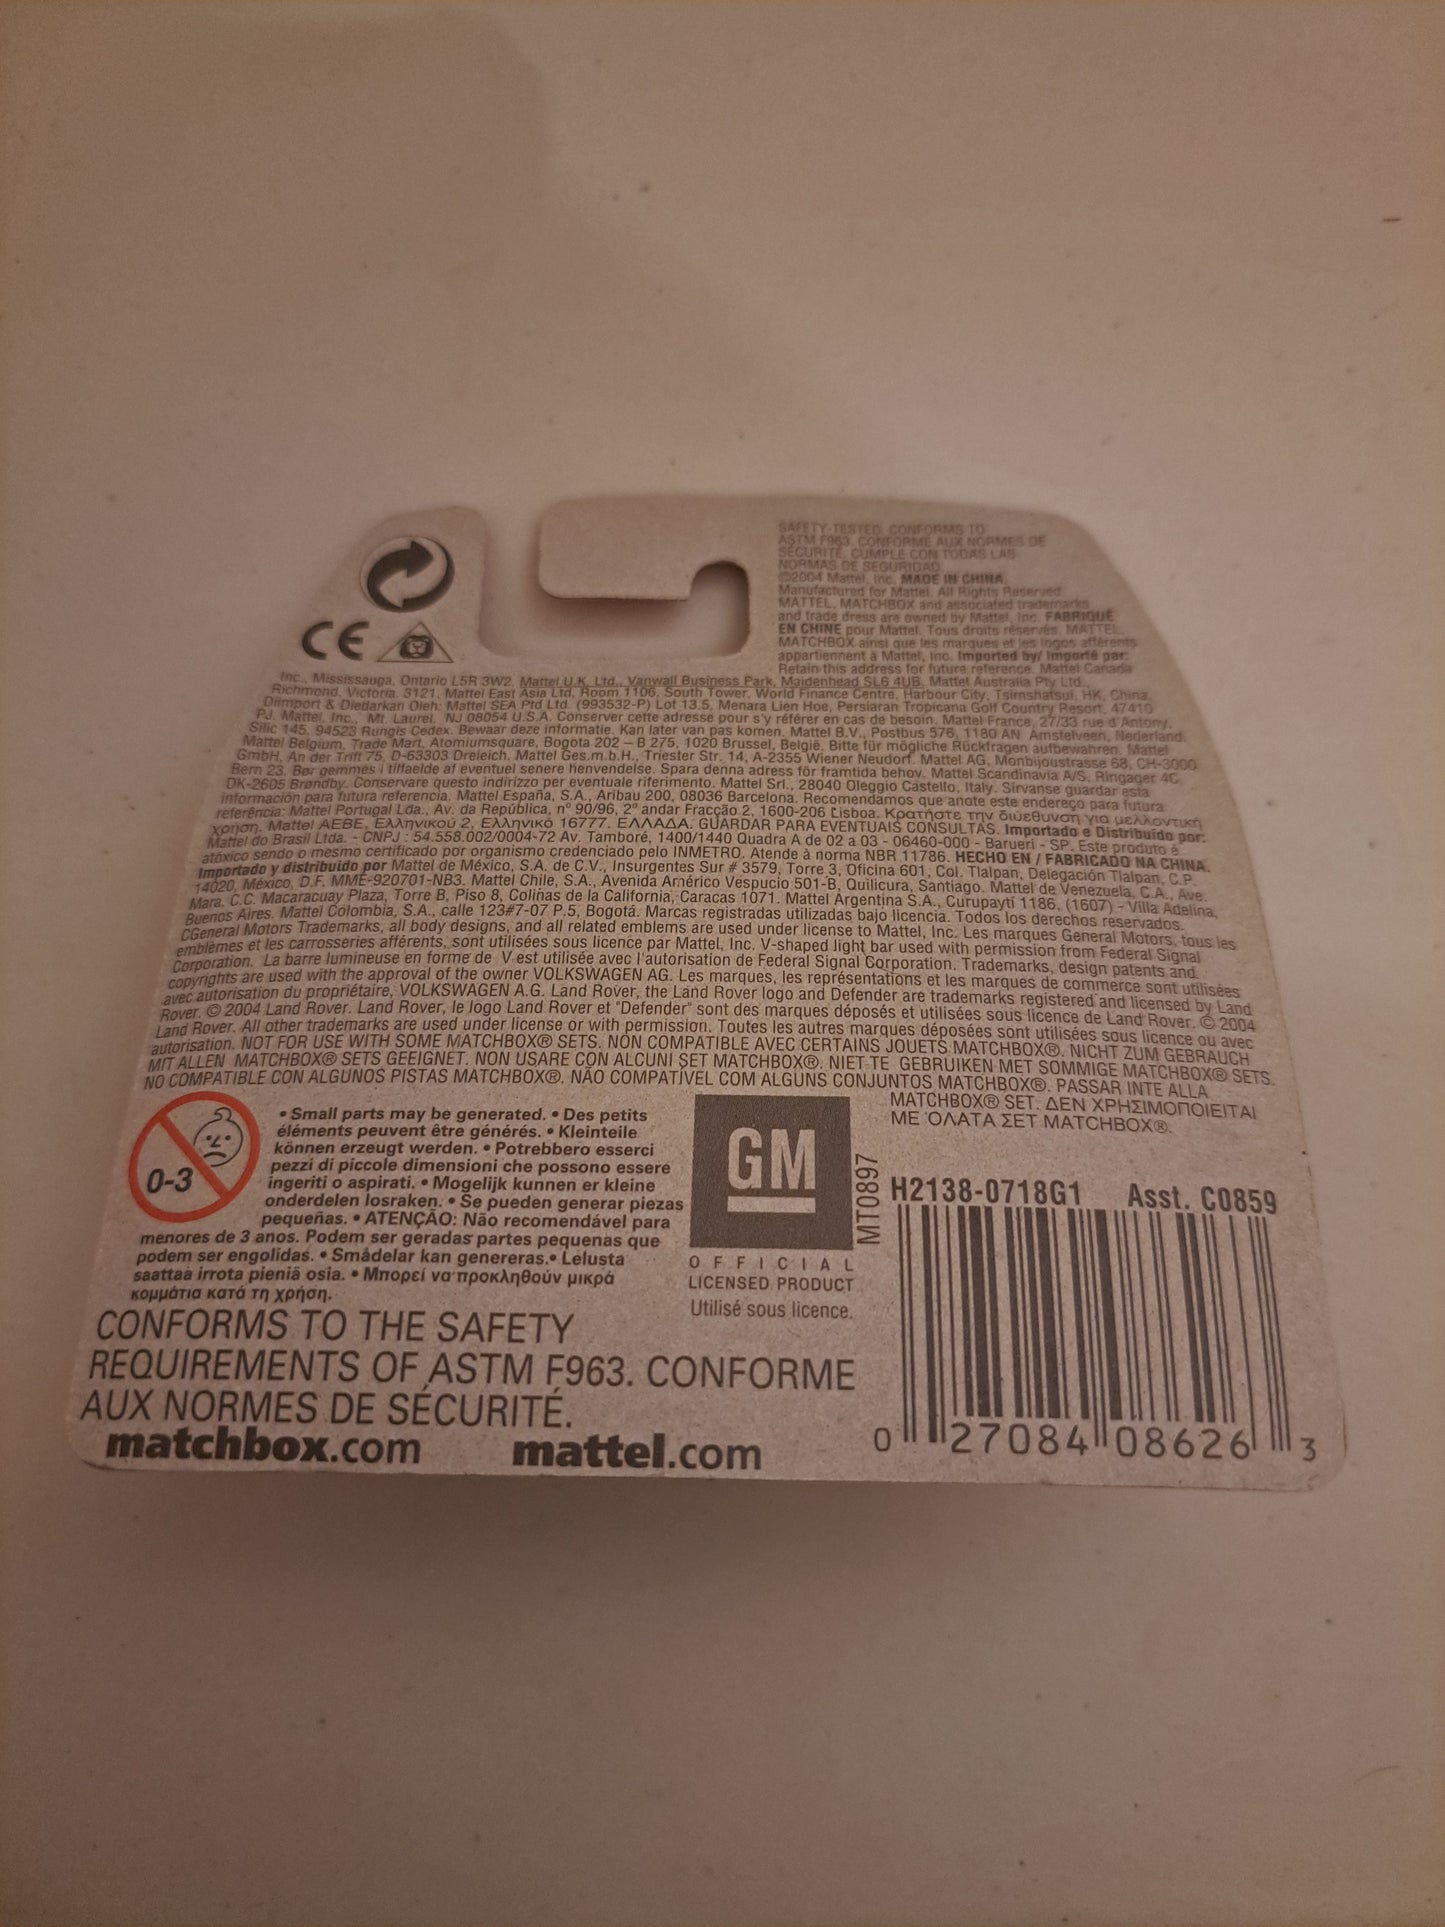 SAFETY-TESTED. CONFORMS TO
ASTM F963. CONFORME AUX NORMES DE
SÉCURITÉ. CUMPLE CON TODAS LAS
NORMAS DE SEGURIDAD
©2004 Mattel, Inc. MADE IN CHINA.
Manufactured for Mattel. All Rights Reserved.
MATTEL, MATCHBOX and associated trademarks
and trade dress are owned by Mattel, Inc. FABRIQUÉ
EN CHINE pour Mattel. Tous droits réservés. MATTEL,
MATCHBOX ainsi que les marques et les logos afférents
appartiennent à Mattel, Inc. Imported by/ Importé par:
Retain this address for future reference. Mattel Canada
CE
Inc., Mississauga, Ontario L5R 3W2. Mattel U.K. Ltd., Vanwall Business Park, Maidenhead SL6 4UB. Mattel Australia Pty Ltd.,
Richmond, Victoria. 3121. Mattel East Asia Ltd, Room 1106, South Tower, World Finance Centre, Harbour City, Tsimshatsui, HK, China.
Diimport & Diedarkan Oleh: Mattel SEA Ptd Ltd. (993532-P) Lot 13.5, Menara Lien Hoe, Persiaran Tropicana Golf Country Resort, 47410
PJ. Mattel, Inc., Mt. Laurel, NJ 08054 U.S.A. Conserver cette adresse pour s'y référer en cas de besoin. Mattel France, 27/33 rue d'Antony,
Silic 145, 94523 Rungis Cedex. Bewaar deze informatie. Kan later van pas komen. Mattel B.V., Postbus 576, 1180 AN Amstelveen, Nederland.
Mattel Belgium, Trade Mart, Atomiumsquare, Bogota 202 – B 275, 1020 Brussel, België. Bitte für mögliche Rückfragen aufbewahren. Mattel
GmbH, An der Trift 75, D-63303 Dreieich. Mattel Ges.m.b.H., Triester Str. 14, A-2355 Wiener Neudorf. Mattel AG, Monbijoustrasse 68, CH-3000
Bern 23. Bør gemmes i tilfaelde af eventuel senere henvendelse. Spara denna adress för framtida behov. Mattel Scandinavia A/S, Ringager 4C,
DK-2605 Brøndby. Conservare questo indirizzo per eventuale riferimento. Mattel Srl., 28040 Oleggio Castello, Italy. Sirvanse guardar esta
información para futura referencia. Mattel España, S.A., Aribau 200, 08036 Barcelona. Recomendamos que anote este endereço para futura
referência: Mattel Portugal Lda., Av. da República, nº 90/96, 2º andar Fracção 2, 1600-206 Lisboa. Κρατήστε την διεύθυνση για μελλοντική
χρήση. Mattel AEBE, Ελληνικού 2, Ελληνικό 16777. ΕΛΛΑΔΑ. GUARDAR PARA EVENTUAIS CONSULTAS. Importado e Distribuído por:
Mattel do Brasil Ltda. - CNPJ : 54.558.002/0004-72 Av. Tamboré, 1400/1440 Quadra A de 02 a 03 - 06460-000 - Barueri - SP. Este produto é
atóxico sendo o mesmo certificado por organismo credenciado pelo INMETRO. Atende à norma NBR 11786. HECHO EN / FABRICADO NA CHINA.
Importado y distribuido por Mattel de México, S.A. de C.V., Insurgentes Sur # 3579, Torre 3, Oficina 601, Col. Tlalpan, Delegación Tlalpan, C.P.
14020, México, D.F. MME-920701-NB3. Mattel Chile, S.A., Avenida Américo Vespucio 501-B, Quilicura, Santiago. Mattel de Venezuela, C.A., Ave.
Mara. C.C. Macaracuay Plaza, Torre B, Piso 8, Colinas de la California, Caracas 1071. Mattel Argentina S.A., Curupaytí 1186, (1607) - Villa Adelina,
Buenos Aires. Mattel Colombia, S.A., calle 123#7-07 P.5, Bogotá. Marcas registradas utilizadas bajo licencia. Todos los derechos reservados.
CGeneral Motors Trademarks, all body designs, and all related emblems are used under license to Mattel, Inc. Les marques General Motors, tous les
emblèmes et les carrosseries afférents, sont utilisées sous licence par Mattel, Inc. V-shaped light bar used with permission from Federal Signal
Corporation. La barre lumineuse en forme de V est utilisée avec l'autorisation de Federal Signal Corporation. Trademarks, design patents and
copyrights are used with the approval of the owner VOLKSWAGEN AG. Les marques, les représentations et les marques de commerce sont utilisées
avec autorisation du propriétaire, VOLKSWAGEN A.G. Land Rover, the Land Rover logo and Defender are trademarks registered and licensed by Land
Rover. © 2004 Land Rover. Land Rover, le logo Land Rover et "Defender" sont des marques déposés et utilisées sous licence de Land Rover. © 2004
Land Rover. All other trademarks are used under license or with permission. Toutes les autres marques déposées sont utilisées sous licence ou avec
autorisation. NOT FOR USE WITH SOME MATCHBOX® SETS. NON COMPATIBLE AVEC CERTAINS JOUETS MATCHBOX®. NICHT ZUM GEBRAUCH
MIT ALLEN MATCHBOX® SETS GEEIGNET. NON USARE CON ALCUNI SET MATCHBOX®. NIET TE GEBRUIKEN MET SOMMIGE MATCHBOX® SETS.
NO COMPATIBLE CON ALGUNOS PISTAS MATCHBOX®. NÃO COMPATÍVEL COM ALGUNS CONJUNTOS MATCHBOX®. PASSAR INTE ALLA
MATCHBOX® SET. ΔΕΝ ΧΡΗΣΙΜΟΠΟΙΕΙΤΑΙ
ΜΕ ΌΛΑΤΑ ΣΕΤ MATCHBOX®.
0-3
• Small parts may be generated. • Des petits
éléments peuvent être générés. • Kleinteile
können erzeugt werden. • Potrebbero esserci
pezzi di piccole dimensioni che possono essere
ingeriti o aspirati. • Mogelijk kunnen er kleine
onderdelen losraken. • Se pueden generar piezas
pequeñas. • ATENÇÃO: Não recomendável para
menores de 3 anos. Podem ser geradas partes pequenas que
podem ser engolidas. • Smådelar kan genereras.• Lelusta
saattaa irrota pieniä osia. • Μπορεί να προκληθούν μικρά
κομμάτια κατά τη χρήση.
GM
OFFICIAL
LICENSED PRODUCT
Utilisé sous licence.
MT0897
H2138-0718G1 Asst. C0859
0 27084 08626 3
CONFORMS TO THE SAFETY
REQUIREMENTS OF ASTM F963. CONFORME
AUX NORMES DE SÉCURITÉ.
matchbox.com mattel.com